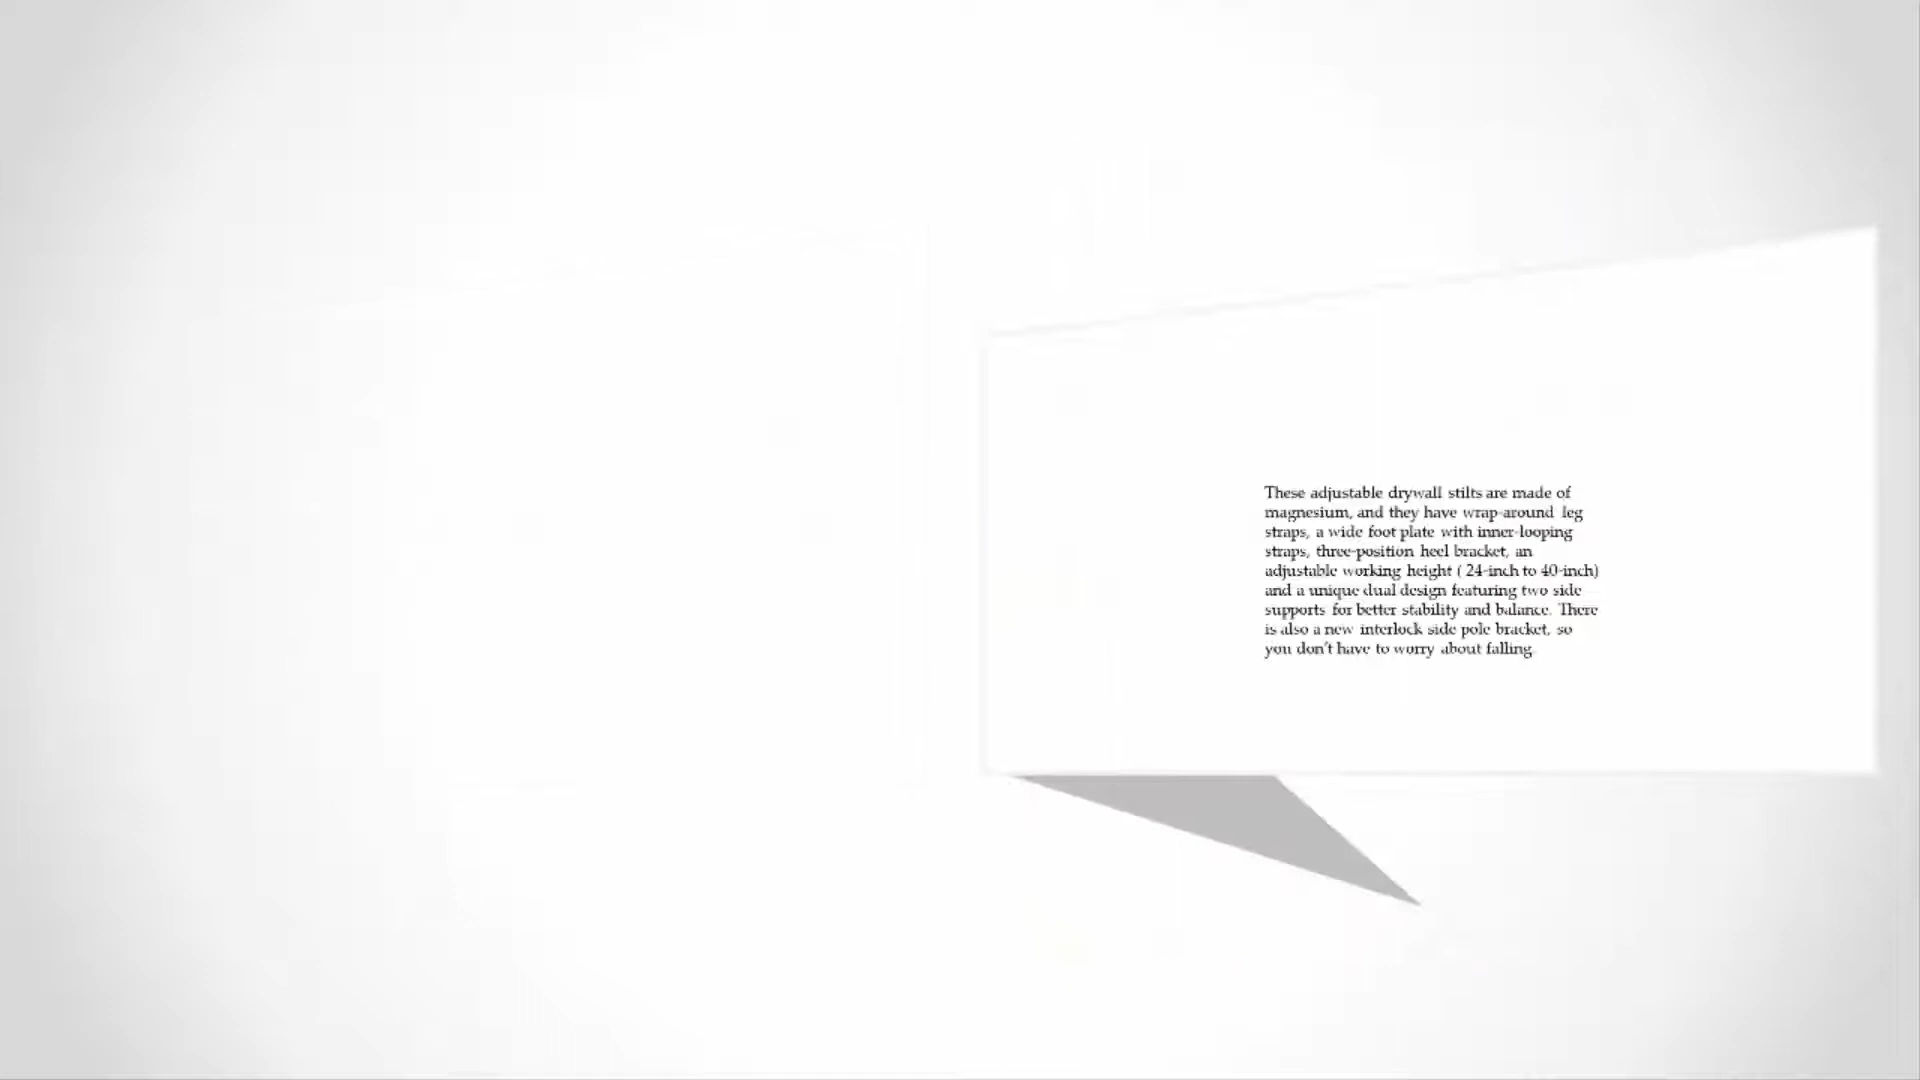 These adjustable drywall stilts are made of
magnesium, and they have wrap-around leg
straps, a wide foot plate with inner-looping
straps, three-position heel bracket, an
adjustable working height ( 24-inch to 40-inch)
and a unique dual design featuring two side
supports for better stability and balance. There
is also a new interlock side pole bracket, so
you don't have to worry about falling.